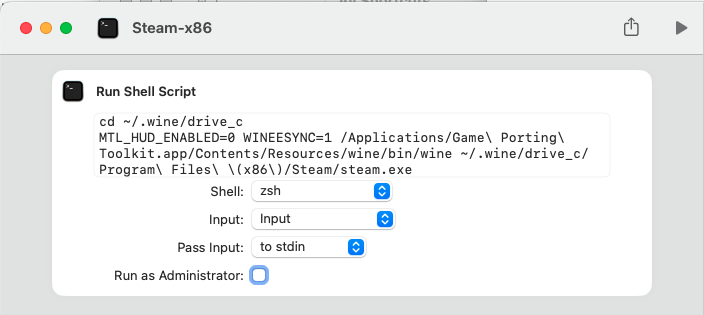 Steam-x86
Run Shell Script
cd ~/.wine/drive_c
MTL_HUD_ENABLED=0 WINEESYNC=1 /Applications/Game\ Porting\
Toolkit.app/Contents/Resources/wine/bin/wine ~/.wine/drive_c/
Program\ Files\ \(x86\)/Steam/steam.exe
Shell: zsh
Input: Input
Pass Input: to stdin
Run as Administrator: